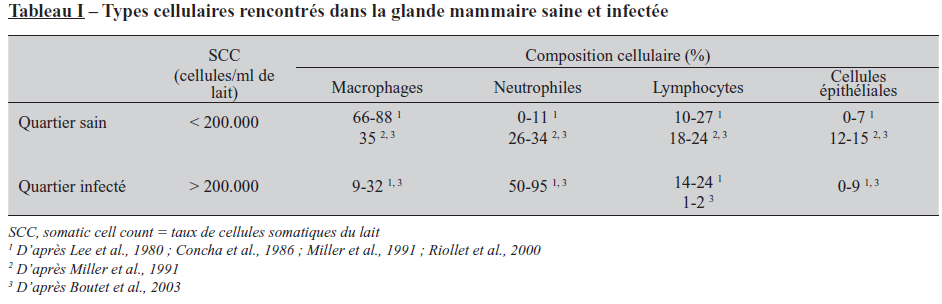 Tableau I – Types cellulaires rencontrés dans la glande mammaire saine et infectée
SCC (cellules/ml de lait) Composition cellulaire (%)
Macrophages Neutrophiles Lymphocytes Cellules épithéliales
Quartier sain < 200.000 66-88 ¹ 0-11 ¹ 10-27 ¹ 0-7 ¹
35 ²,³ 26-34 ²,³ 18-24 ²,³ 12-15 ²,³
Quartier infecté > 200.000 9-32 ¹,³ 50-95 ¹,³ 14-24 ¹ 0-9 ¹,³
1-2 ³
SCC, somatic cell count = taux de cellules somatiques du lait
¹ D’après Lee et al., 1980 ; Concha et al., 1986 ; Miller et al., 1991 ; Riollet et al., 2000
² D’après Miller et al., 1991
³ D’après Boutet et al., 2003